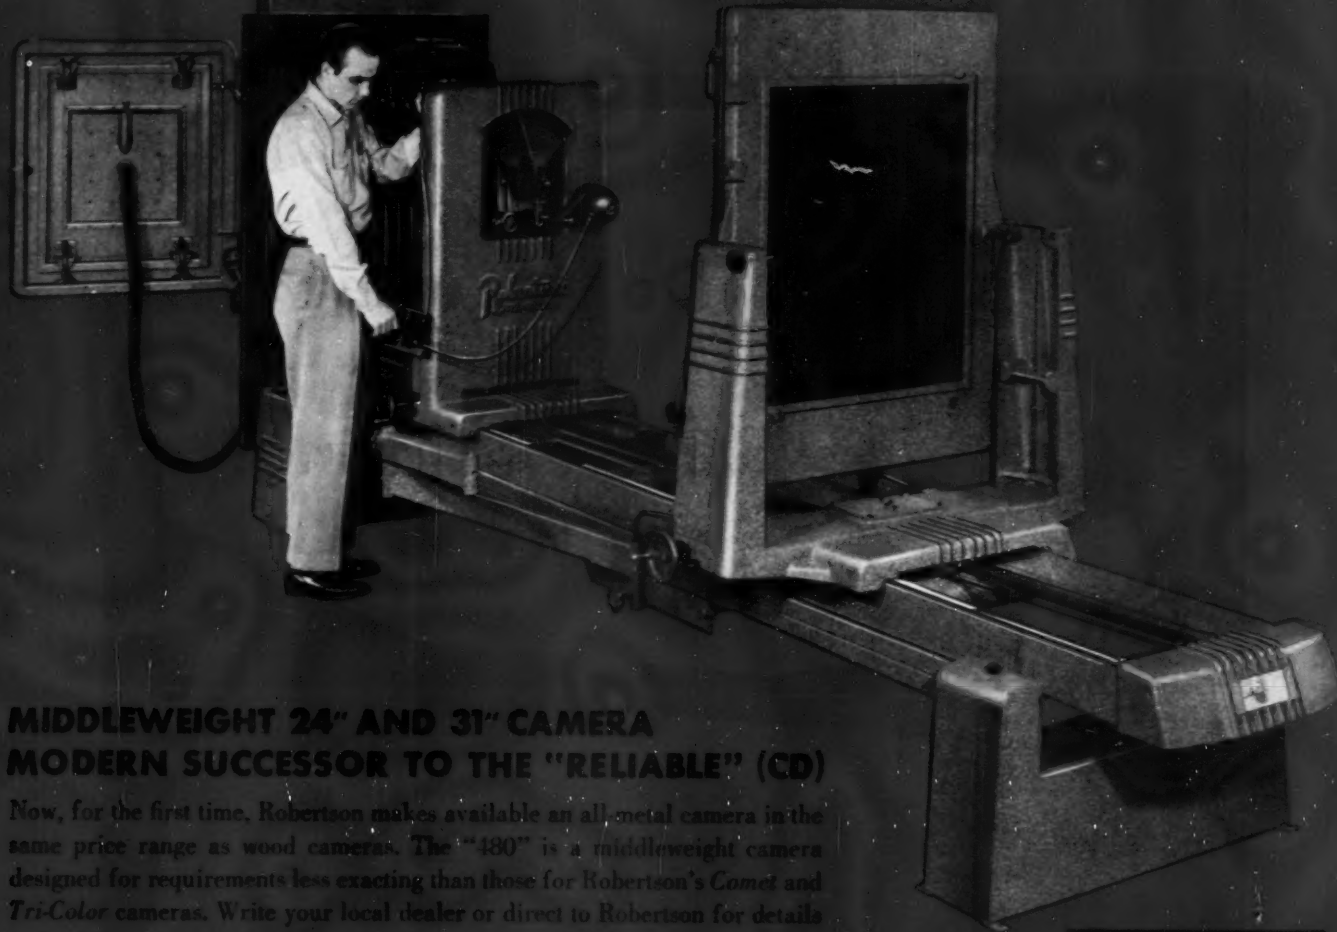 Robertson
MIDDLEWEIGHT 24" AND 31" CAMERA
MODERN SUCCESSOR TO THE "RELIABLE" (CD)
Now, for the first time, Robertson makes available an all-metal camera in the
same price range as wood cameras. The "480" is a middleweight camera
designed for requirements less exacting than those for Robertson's Comet and
Tri-Color cameras. Write your local dealer or direct to Robertson for details